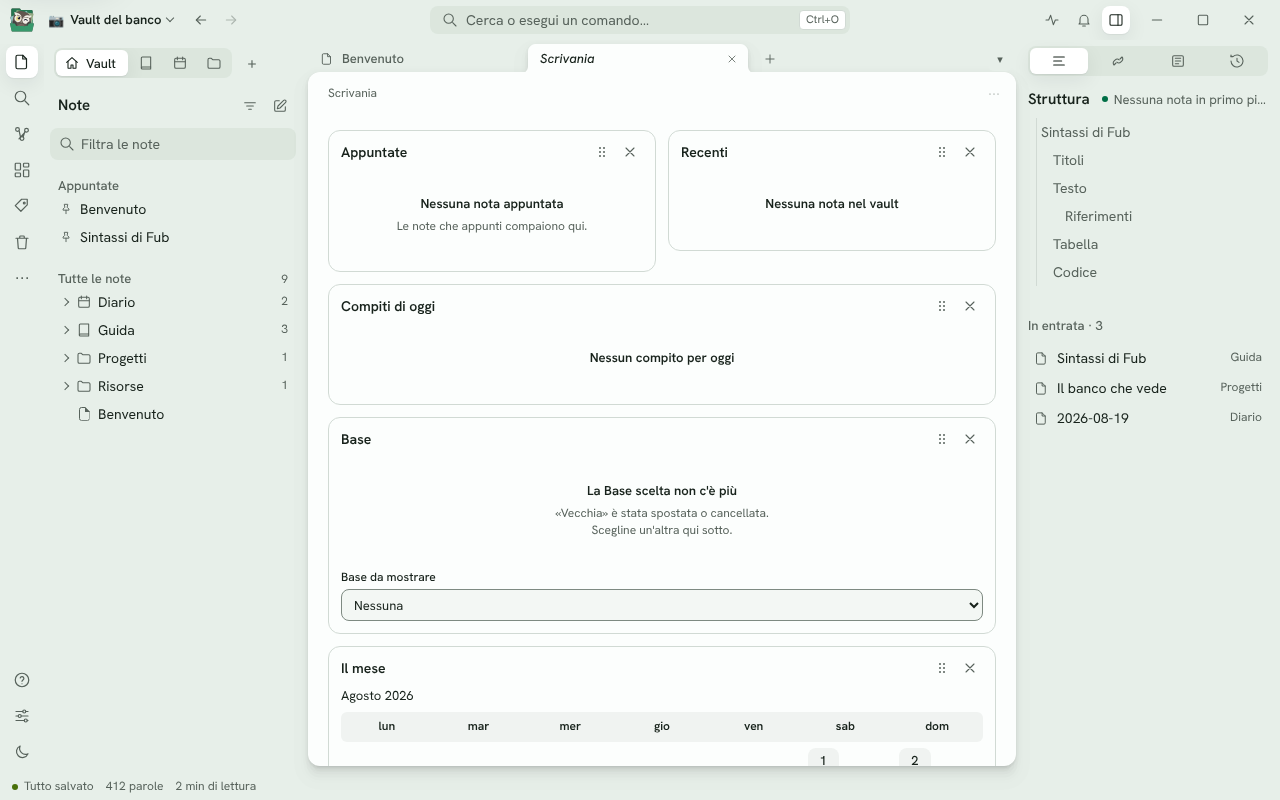 Vault del banco
Cerca o esegui un comando...
Ctrl+O
Vault
Benvenuto
Scrivania
Note
Filtra le note
Appuntate
Benvenuto
Sintassi di Fub
Tutte le note 9
Diario 2
Guida 3
Progetti 1
Risorse 1
Benvenuto
Tutto salvato 412 parole 2 min di lettura
Scrivania
Appuntate
Nessuna nota appuntata
Le note che appunti compaiono qui.
Recenti
Nessuna nota nel vault
Compiti di oggi
Nessun compito per oggi
Base
La Base scelta non c'è più
«Vecchia» è stata spostata o cancellata.
Scegline un'altra qui sotto.
Base da mostrare
Nessuna
Il mese
Agosto 2026
lun mar mer gio ven sab dom
1 2
Struttura Nessuna nota in primo pi...
Sintassi di Fub
Titoli
Testo
Riferimenti
Tabella
Codice
In entrata · 3
Sintassi di Fub Guida
Il banco che vede Progetti
2026-08-19 Diario